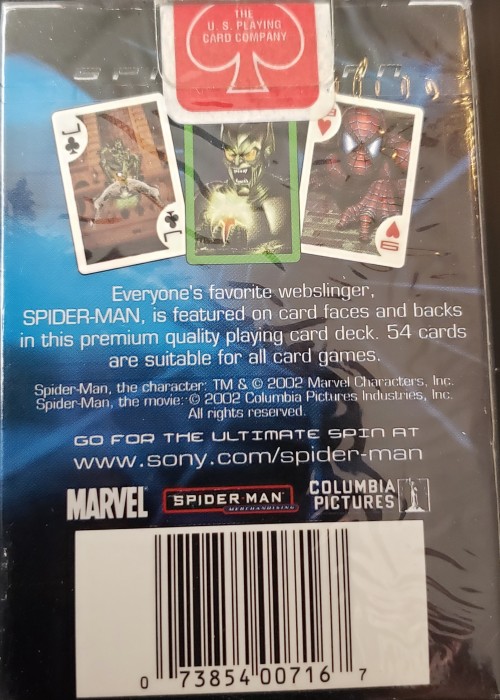 THE
U. S. PLAYING
CARD COMPANY
J
J
9
Everyone's favorite webslinger,
SPIDER-MAN, is featured on card faces and backs
in this premium quality playing card deck. 54 cards
are suitable for all card games.
Spider-Man, the character: TM & © 2002 Marvel Characters, Inc.
Spider-Man, the movie: © 2002 Columbia Pictures Industries, Inc.
All rights reserved.
GO FOR THE ULTIMATE SPIN AT
www.sony.com/spider-man
MARVEL
SPIDER-MAN
MERCHANDISING
COLUMBIA
PICTURES
0 73854 00716 7